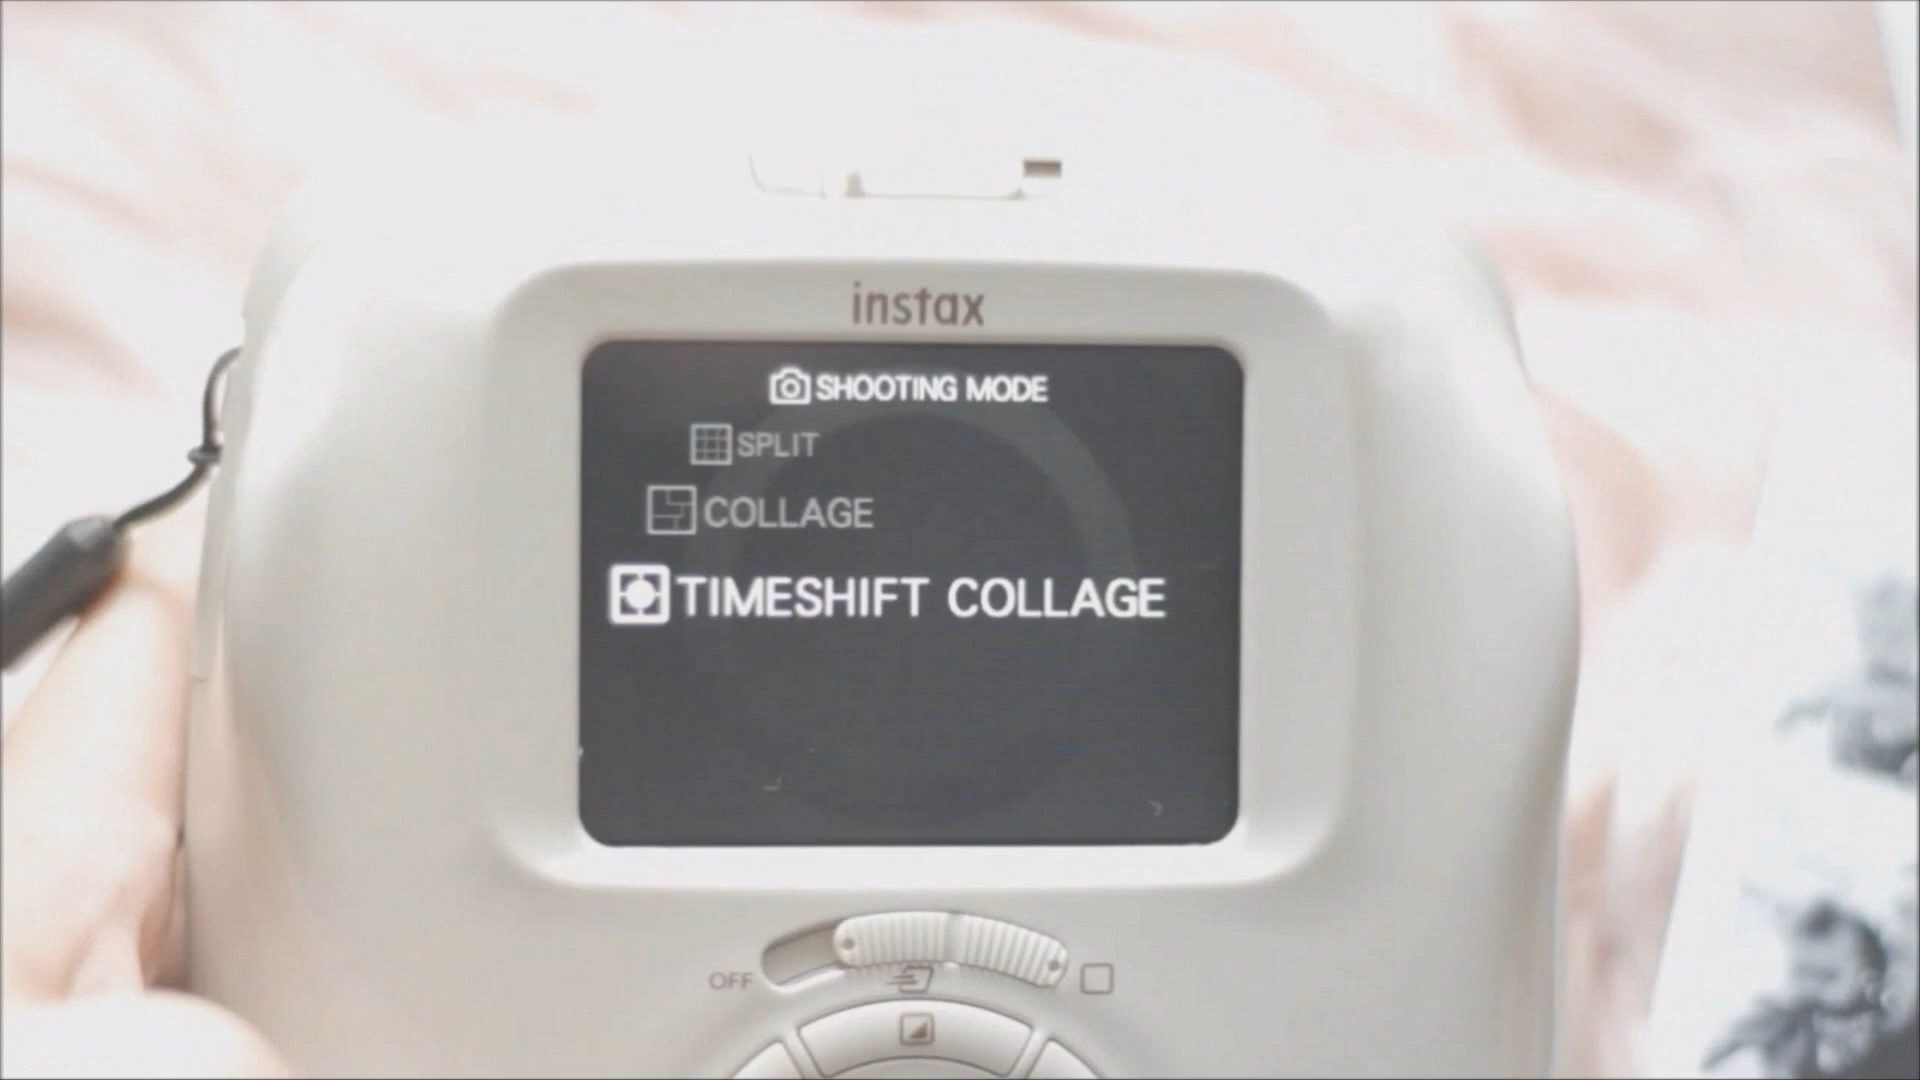 instax
SHOOTING MODE
SPLIT
COLLAGE
TIMESHIFT COLLAGE
OFF